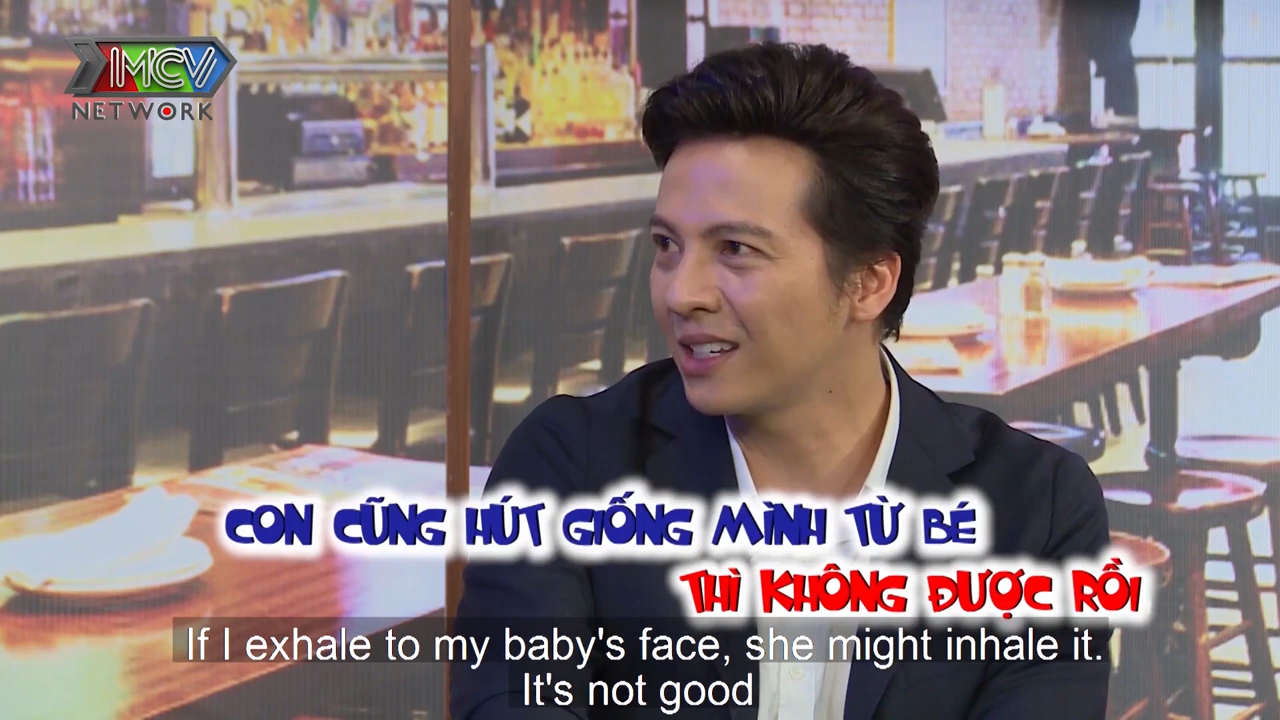 MCV
NETWORK
CON CŨNG HÚT GIỐNG MÌNH TỪ BÉ
THÌ KHÔNG ĐƯỢC RỒI
If I exhale to my baby's face, she might inhale it.
It's not good